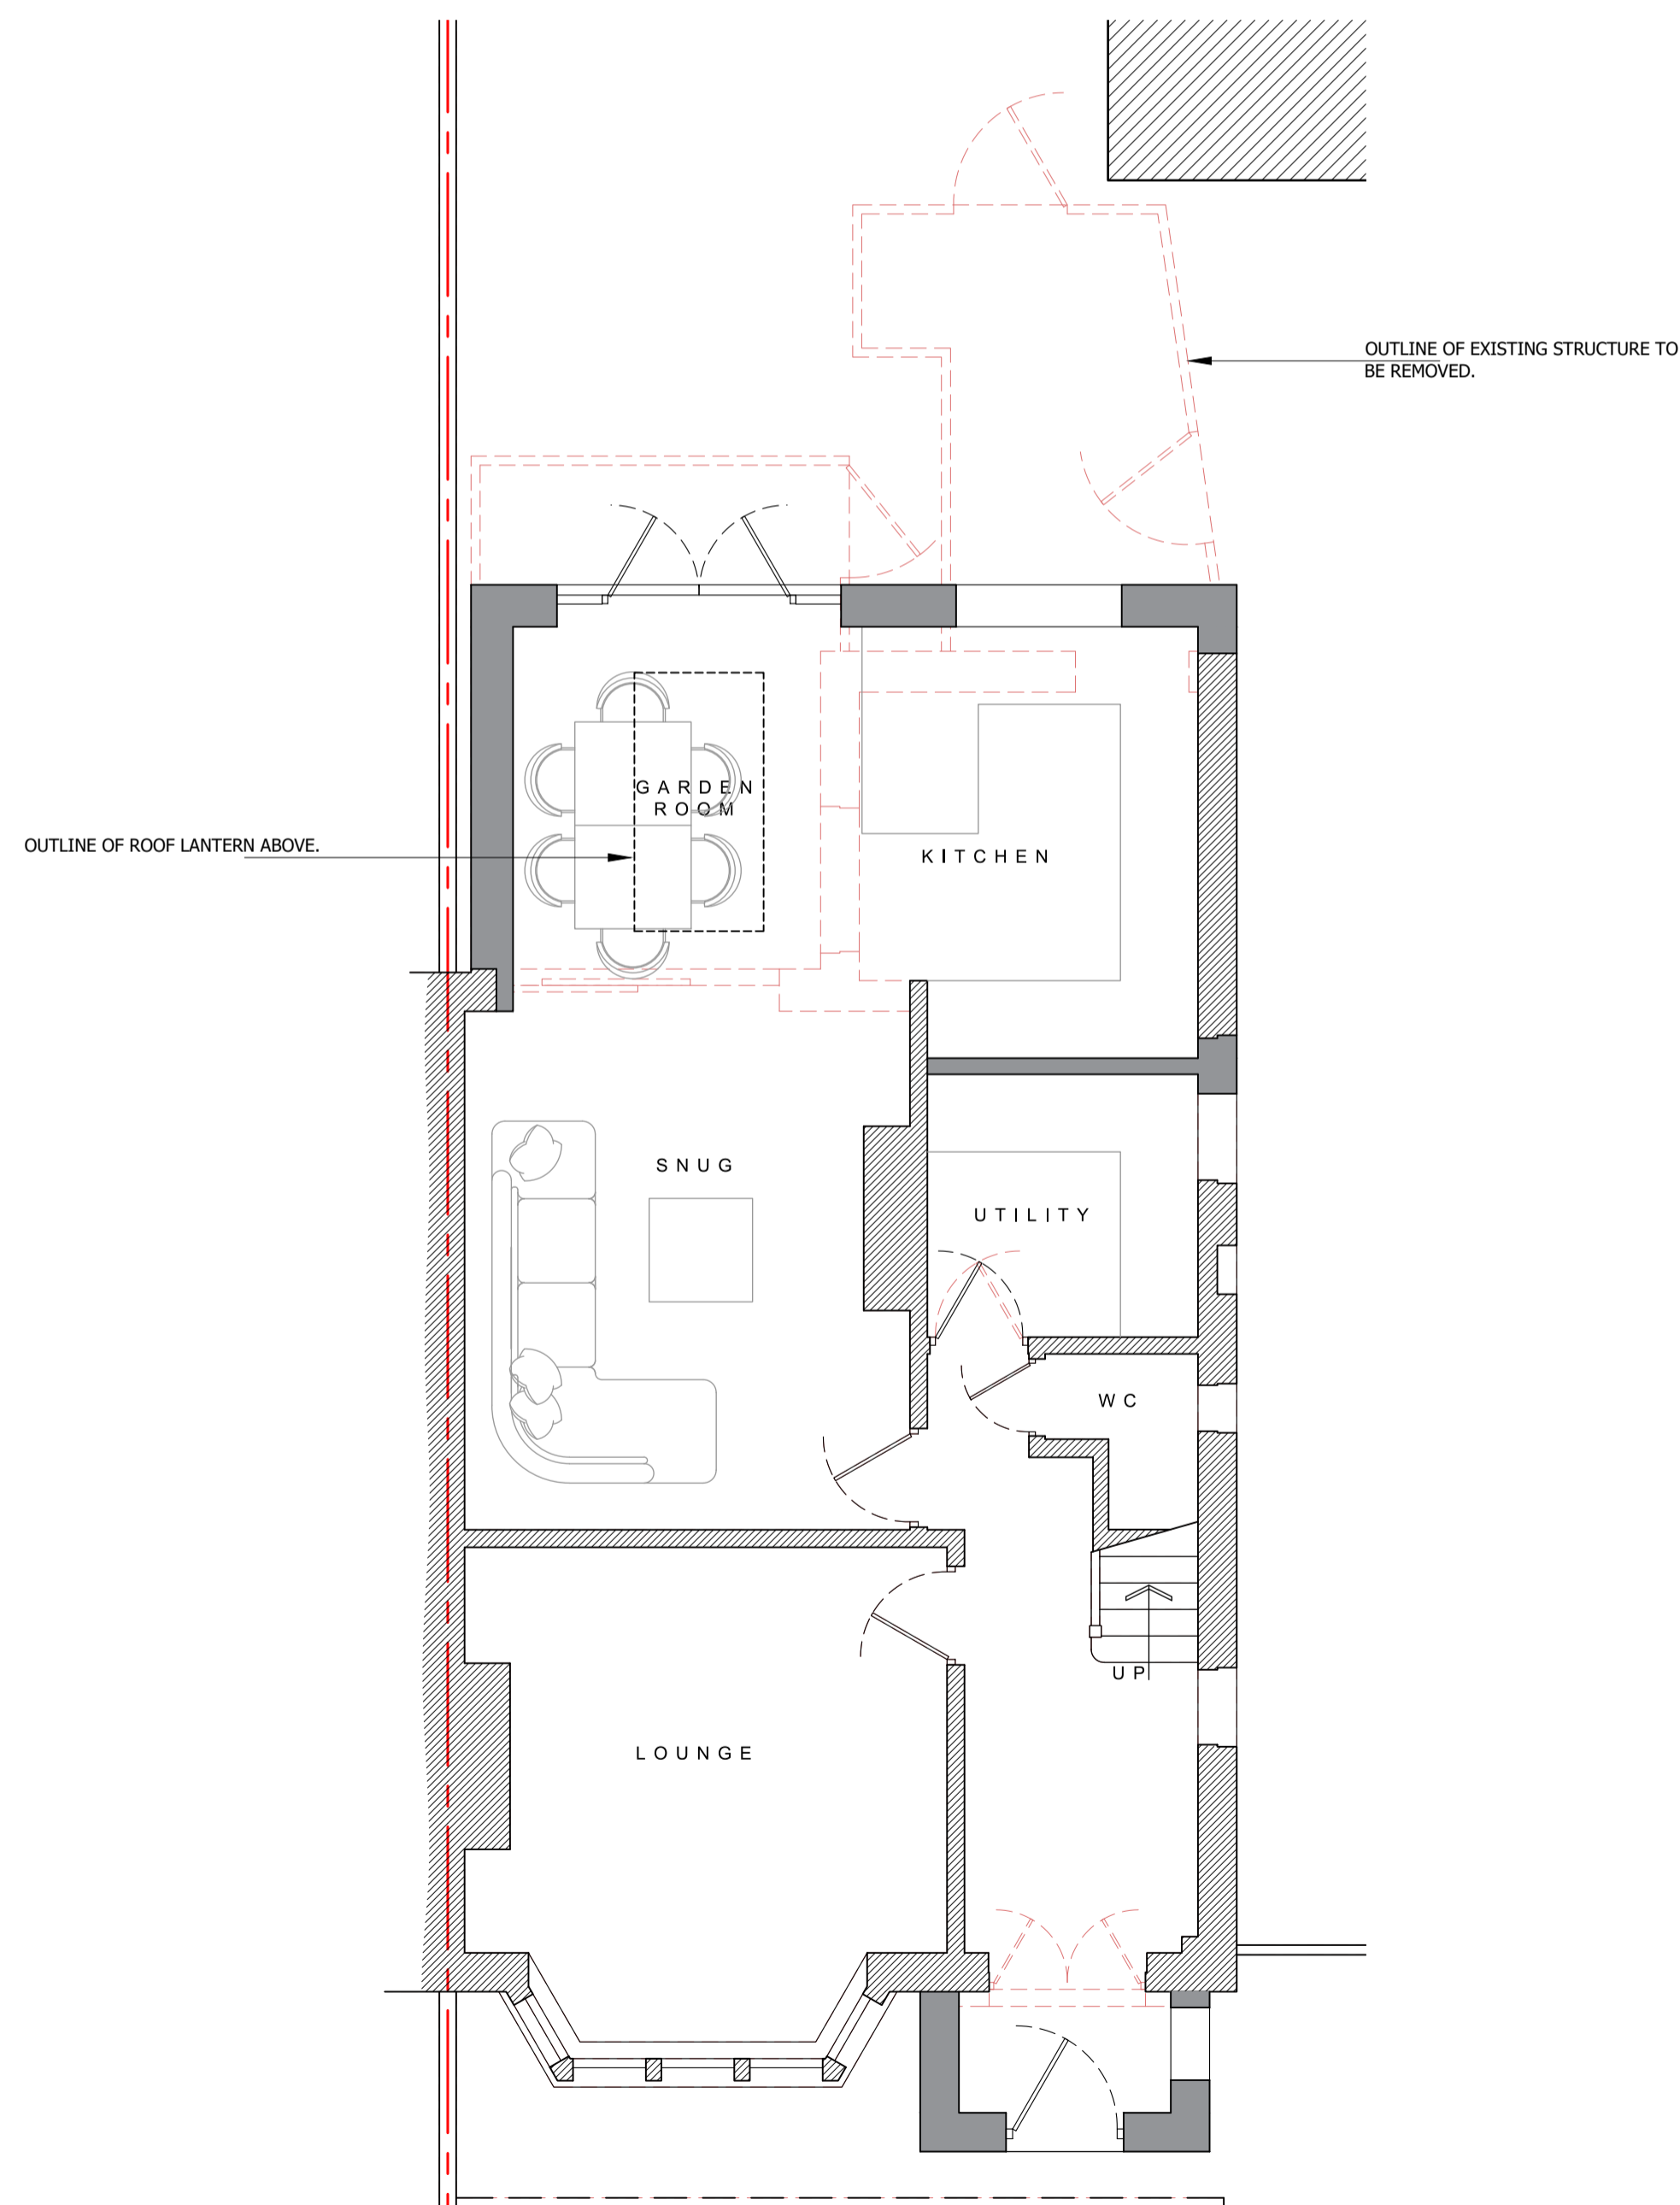 OUTLINE OF EXISTING STRUCTURE TO
BE REMOVED.
GARDEN
ROOM
OUTLINE OF ROOF LANTERN ABOVE.
KITCHEN
SNUG
UTILITY
WC
UP
LOUNGE